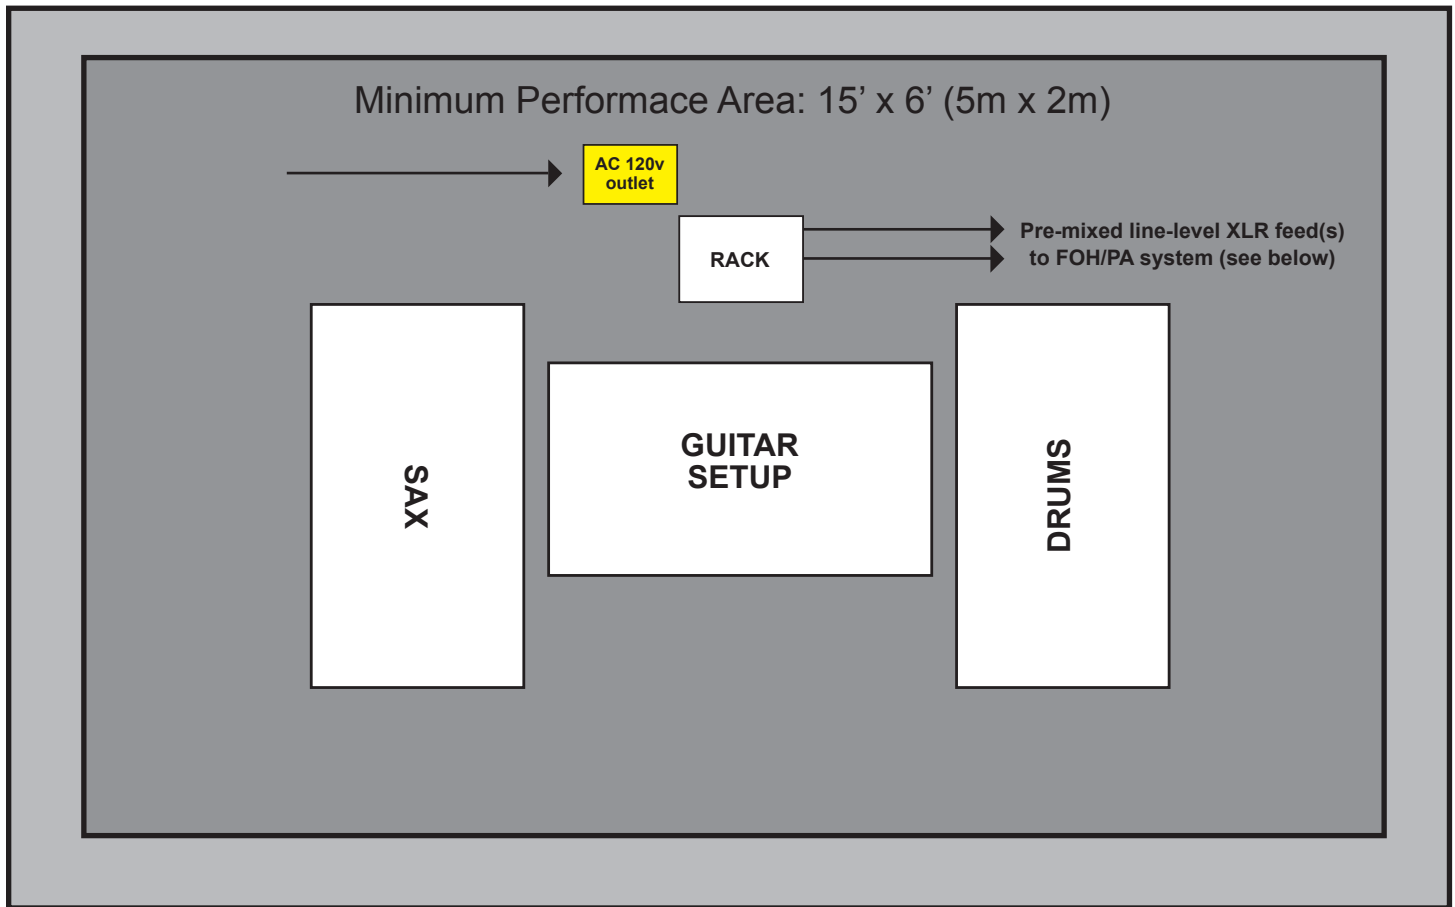 Minimum Performace Area: 15’ x 6’ (5m x 2m)
AC 120v
outlet
RACK
Pre-mixed line-level XLR feed(s)
to FOH/PA system (see below)
SAX
GUITAR
SETUP
DRUMS